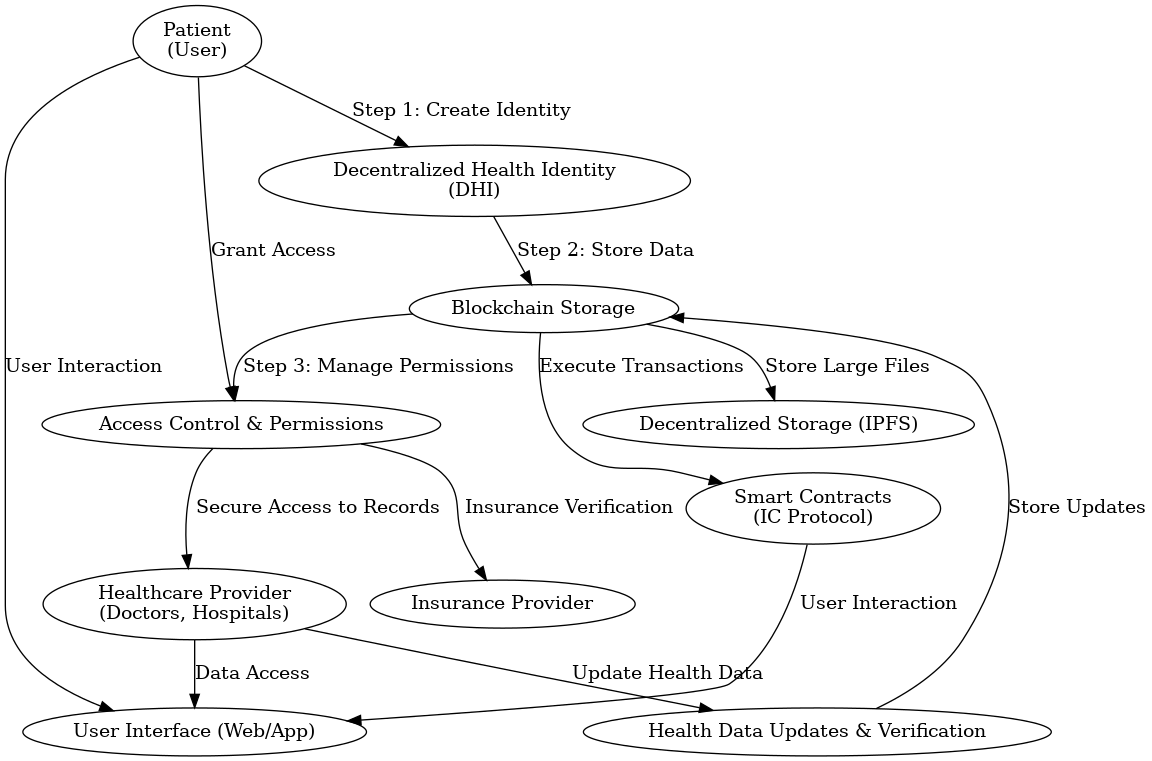 Patient
(User)
Step 1: Create Identity
Decentralized Health Identity
(DHI)
Grant Access
Step 2: Store Data
Blockchain Storage
User Interaction
Step 3: Manage Permissions
Execute Transactions
Store Large Files
Access Control & Permissions
Decentralized Storage (IPFS)
Secure Access to Records
Insurance Verification
Smart Contracts
(IC Protocol)
Store Updates
Healthcare Provider
(Doctors, Hospitals)
Insurance Provider
User Interaction
Data Access
Update Health Data
User Interface (Web/App)
Health Data Updates & Verification